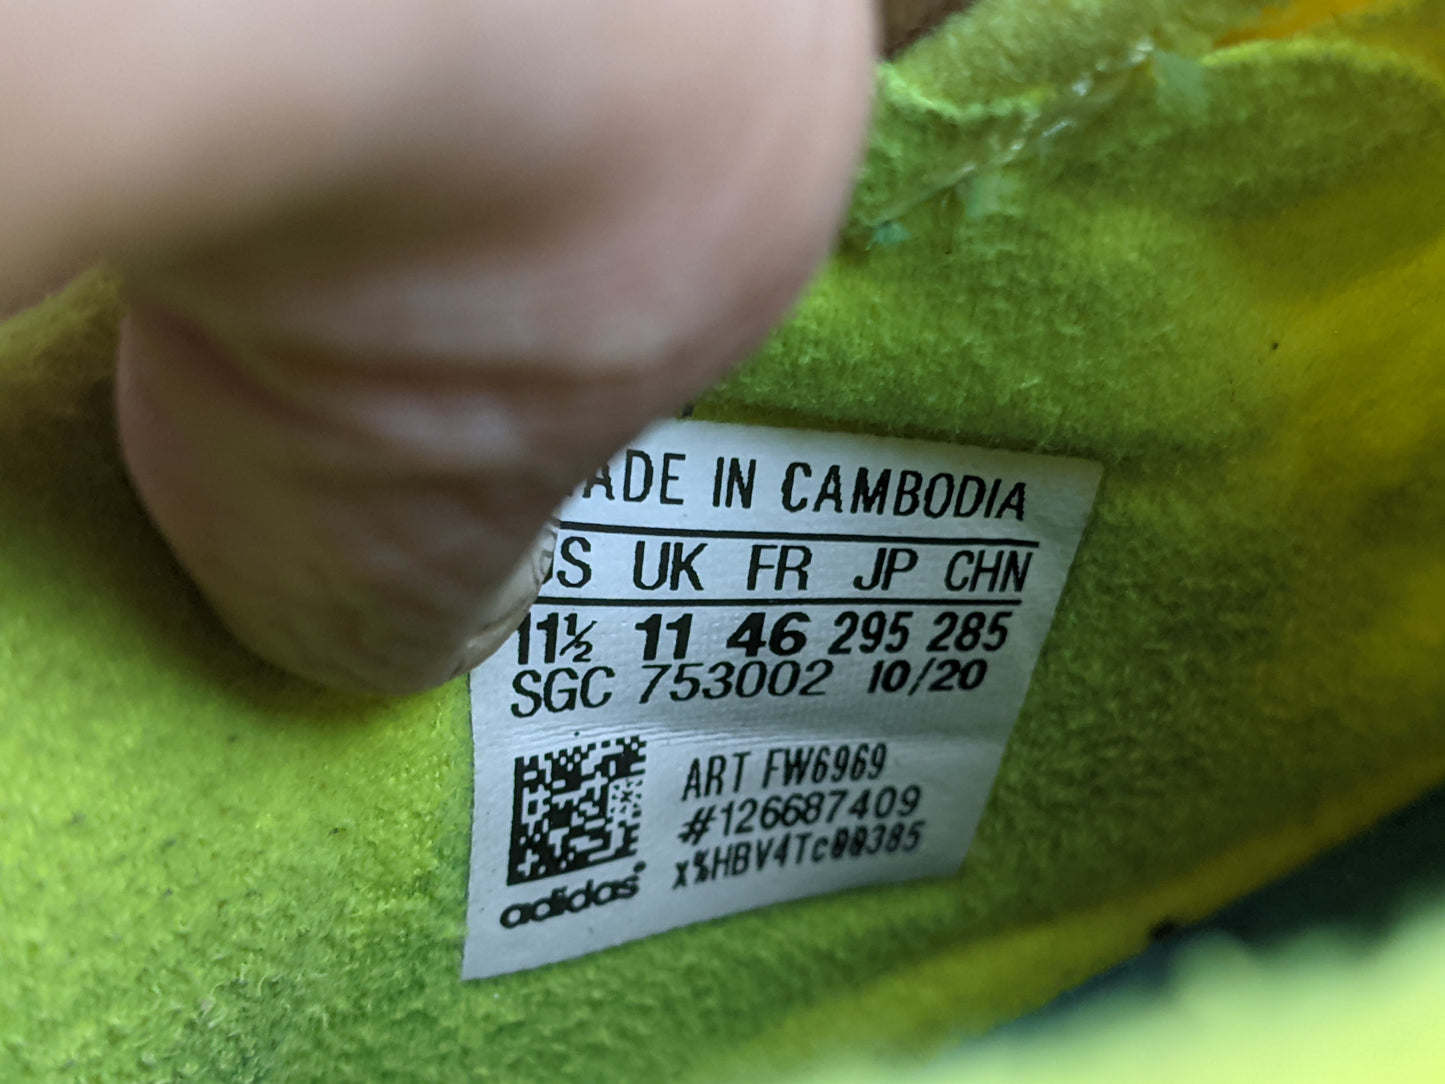 ADE IN CAMBODIA
US UK FR JP CHN
11½ 11 46 295 285
SGC 753002 10/20
ART FW6969
#126687409
x%HBV4Tc00385
adidas